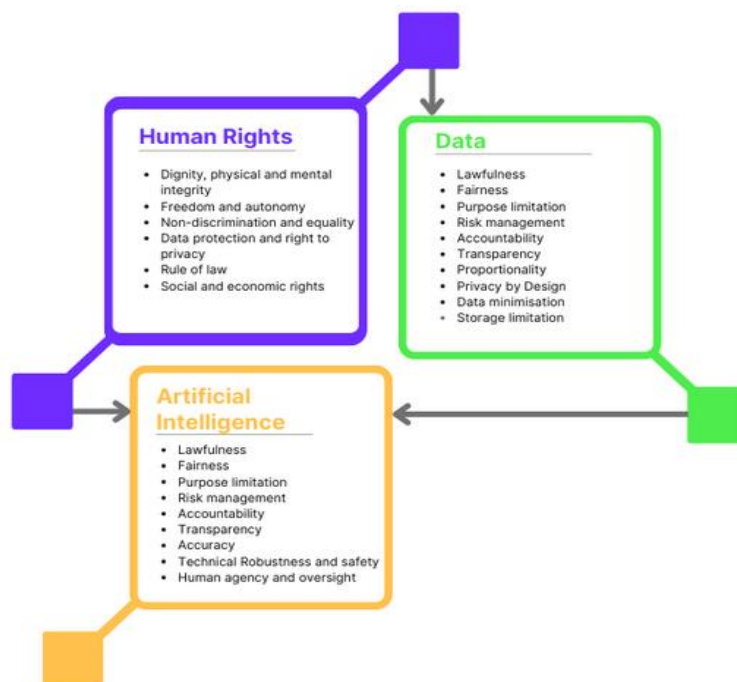 Human Rights
Dignity, physical and mental
integrity
Freedom and autonomy
Non-discrimination and equality
Data protection and right to
privacy
Rule of law
Social and economic rights
Data
Lawfulness
Fairness
Purpose limitation
Risk management
Accountability
Transparency
Proportionality
Privacy by Design
Data minimisation
Storage limitation
Artificial
Intelligence
Lawfulness
Fairness
Purpose limitation
Risk management
Accountability
Transparency
Accuracy
Technical Robustness and safety
Human agency and oversight